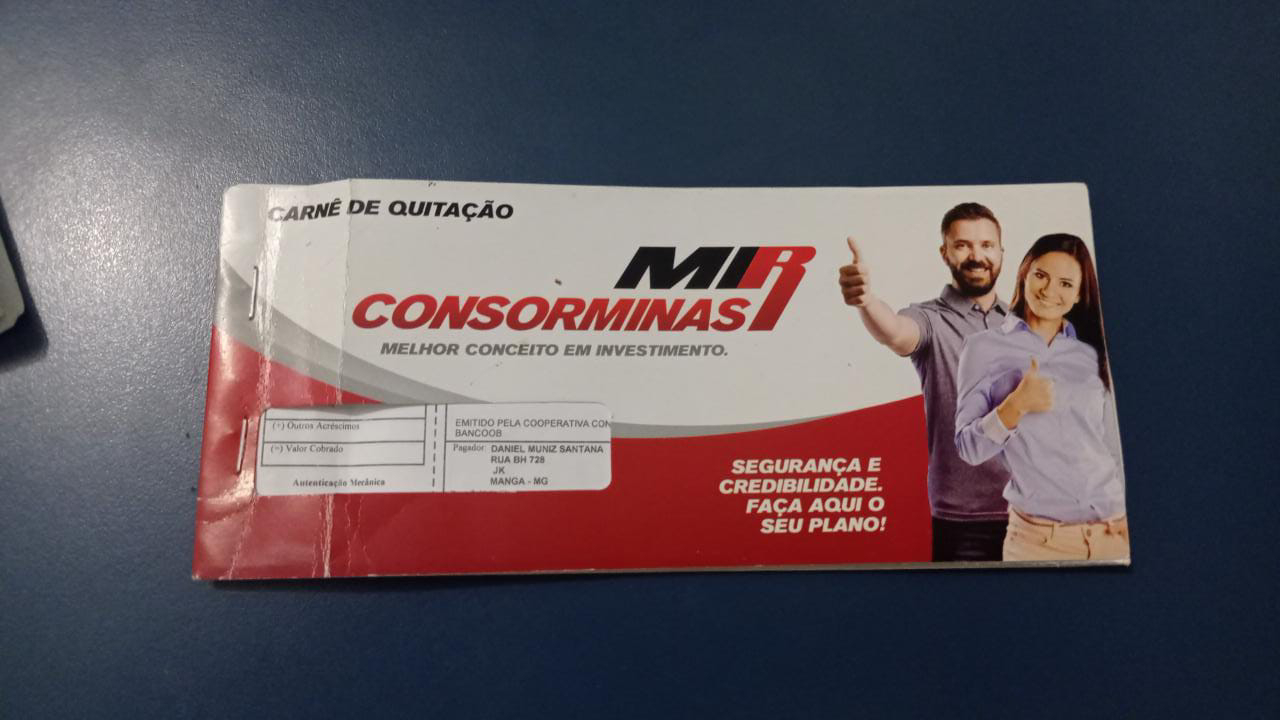 CARNÊ DE QUITAÇÃO
MIR
CONSORMINAS
MELHOR CONCEITO EM INVESTIMENTO.
(+) Outros Acréscimos
(=) Valor Cobrado
Autenticação Mecânica
EMITIDO PELA COOPERATIVA CON
BANCOOB
Pagador: DANIEL MUNIZ SANTANA
RUA BH 728
JK
MANGA - MG
SEGURANÇA E
CREDIBILIDADE.
FAÇA AQUI O
SEU PLANO!